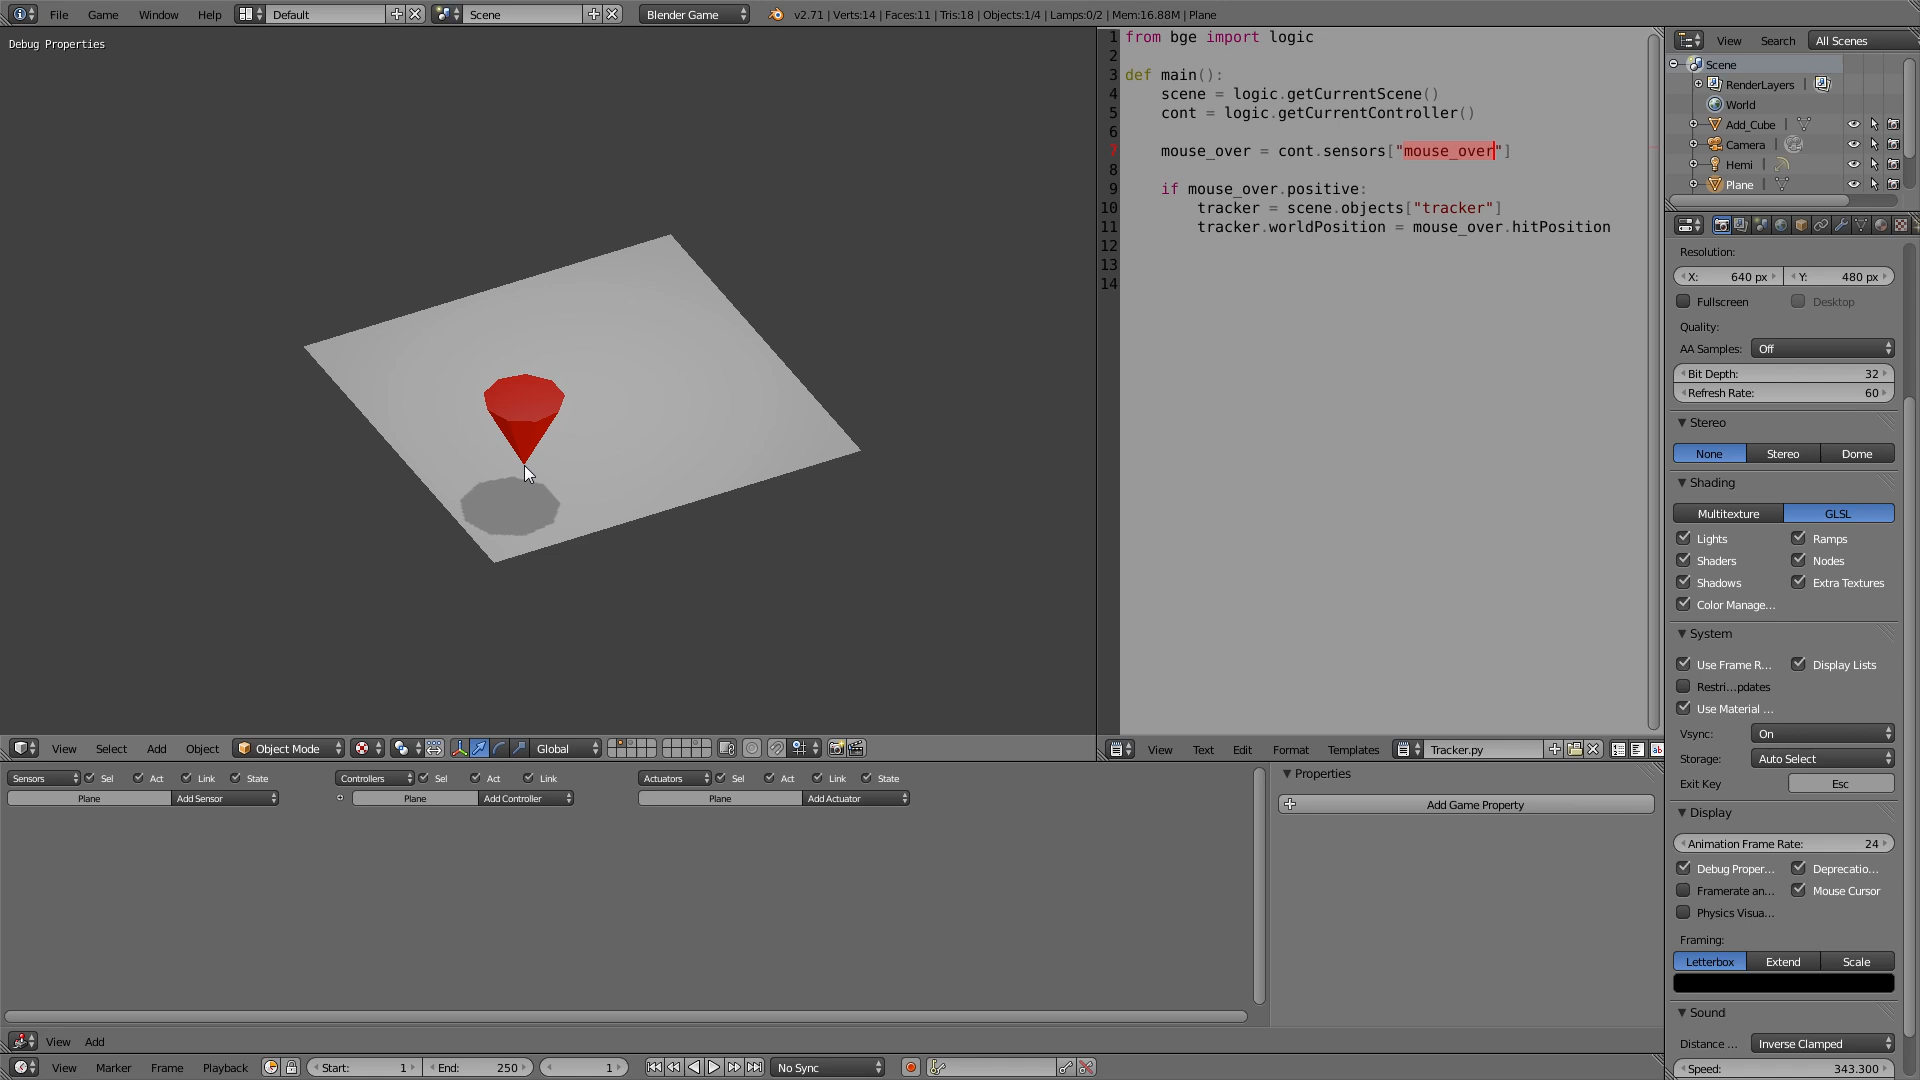 File Game Window Help Default Scene Blender Game v2.71 | Verts:14 | Faces:11 | Tris:18 | Objects:1/4 | Lamps:0/2 | Mem:16.88M | Plane
Debug Properties
1 from bge import logic
2
3 def main():
4 scene = logic.getCurrentScene()
5 cont = logic.getCurrentController()
6
7 mouse_over = cont.sensors["mouse_over"]
8
9 if mouse_over.positive:
10 tracker = scene.objects["tracker"]
11 tracker.worldPosition = mouse_over.hitPosition
12
13
14
View Search All Scenes
Scene
RenderLayers
World
Add_Cube
Camera
Hemi
Plane
Resolution:
X: 640 px Y: 480 px
Fullscreen Desktop
Quality:
AA Samples: Off
Bit Depth: 32
Refresh Rate: 60
Stereo
None Stereo Dome
Shading
Multitexture GLSL
Lights Ramps
Shaders Nodes
Shadows Extra Textures
Color Manage...
System
Use Frame R... Display Lists
Restri...pdates
Use Material ...
Vsync: On
Storage: Auto Select
Exit Key Esc
Display
Animation Frame Rate: 24
Debug Proper... Deprecatio...
Framerate an... Mouse Cursor
Physics Visua...
Framing:
Letterbox Extend Scale
Sound
Distance ... Inverse Clamped
Speed: 343.300
View Select Add Object Object Mode Global
View Text Edit Format Templates Tracker.py
Sensors Sel Act Link State Controllers Sel Act Link Actuators Sel Act Link State
Plane Add Sensor Plane Add Controller Plane Add Actuator
Properties
Add Game Property
View Add
View Marker Frame Playback Start: 1 End: 250 1 No Sync